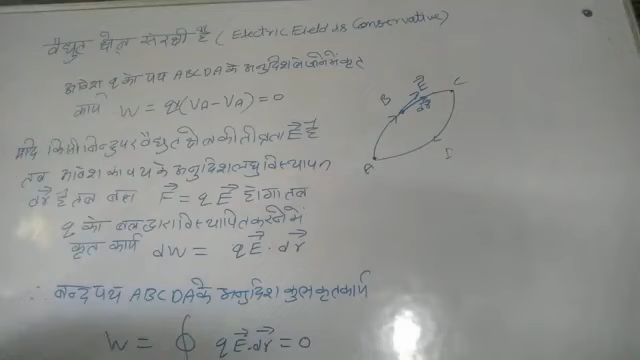 वैद्युत क्षेत्र संरक्षी है ( Electric Field is Conservative)
आवेश q को पथ ABCDA के अनुदिश ले जाने में कृत
कार्य W = q(VA - VA) = 0
यदि किसी बिन्दु पर वैद्युत क्षेत्र की तीव्रता E है
तब आवेश का पथ के अनुदिश लघु विस्थापन
dr है तब बल F = qE होगा तब
q को बल द्वारा विस्थापित करने में
कृत कार्य dW = qE . dr
∴ बन्द पथ ABCDA के अनुदिश कुल कृत कार्य
W = ∮ qE.dr = 0
E
B
C
dr
A
D